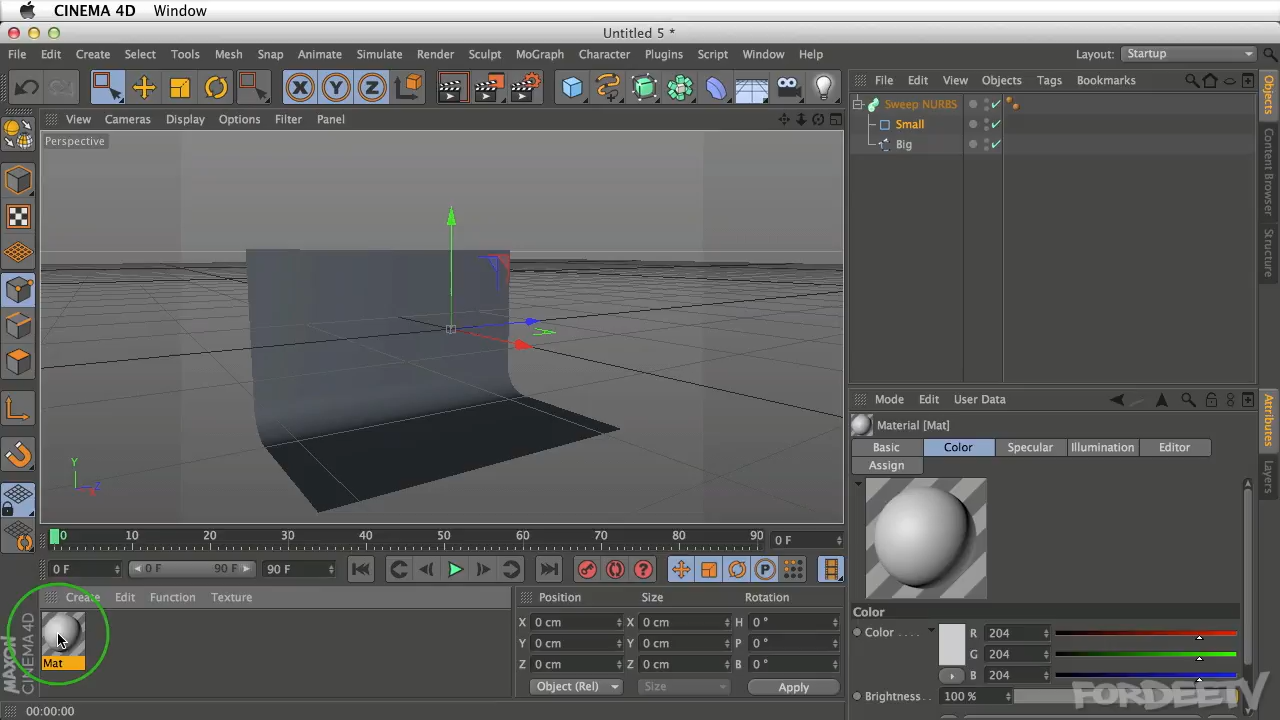 CINEMA 4D Window
Untitled 5 *
File Edit Create Select Tools Mesh Snap Animate Simulate Render Sculpt MoGraph Character Plugins Script Window Help Layout: Startup
X Y Z
File Edit View Objects Tags Bookmarks
View Cameras Display Options Filter Panel
Perspective
Sweep NURBS
Small
Big
Objects
Content Browser
Structure
Mode Edit User Data
Material [Mat]
Basic Color Specular Illumination Editor
Assign
Attributes
Layers
Y
Z
0 10 20 30 40 50 60 70 80 90 0 F
0 F 0 F 90 F 90 F
P
Create Edit Function Texture
Mat
MAXON
CINEMA 4D
Position Size Rotation
X 0 cm X 0 cm H 0 °
Y 0 cm Y 0 cm P 0 °
Z 0 cm Z 0 cm B 0 °
Object (Rel) Size Apply
Color
Color . . . . R 204
G 204
B 204
Brightness . 100 %
00:00:00
FORDEETV